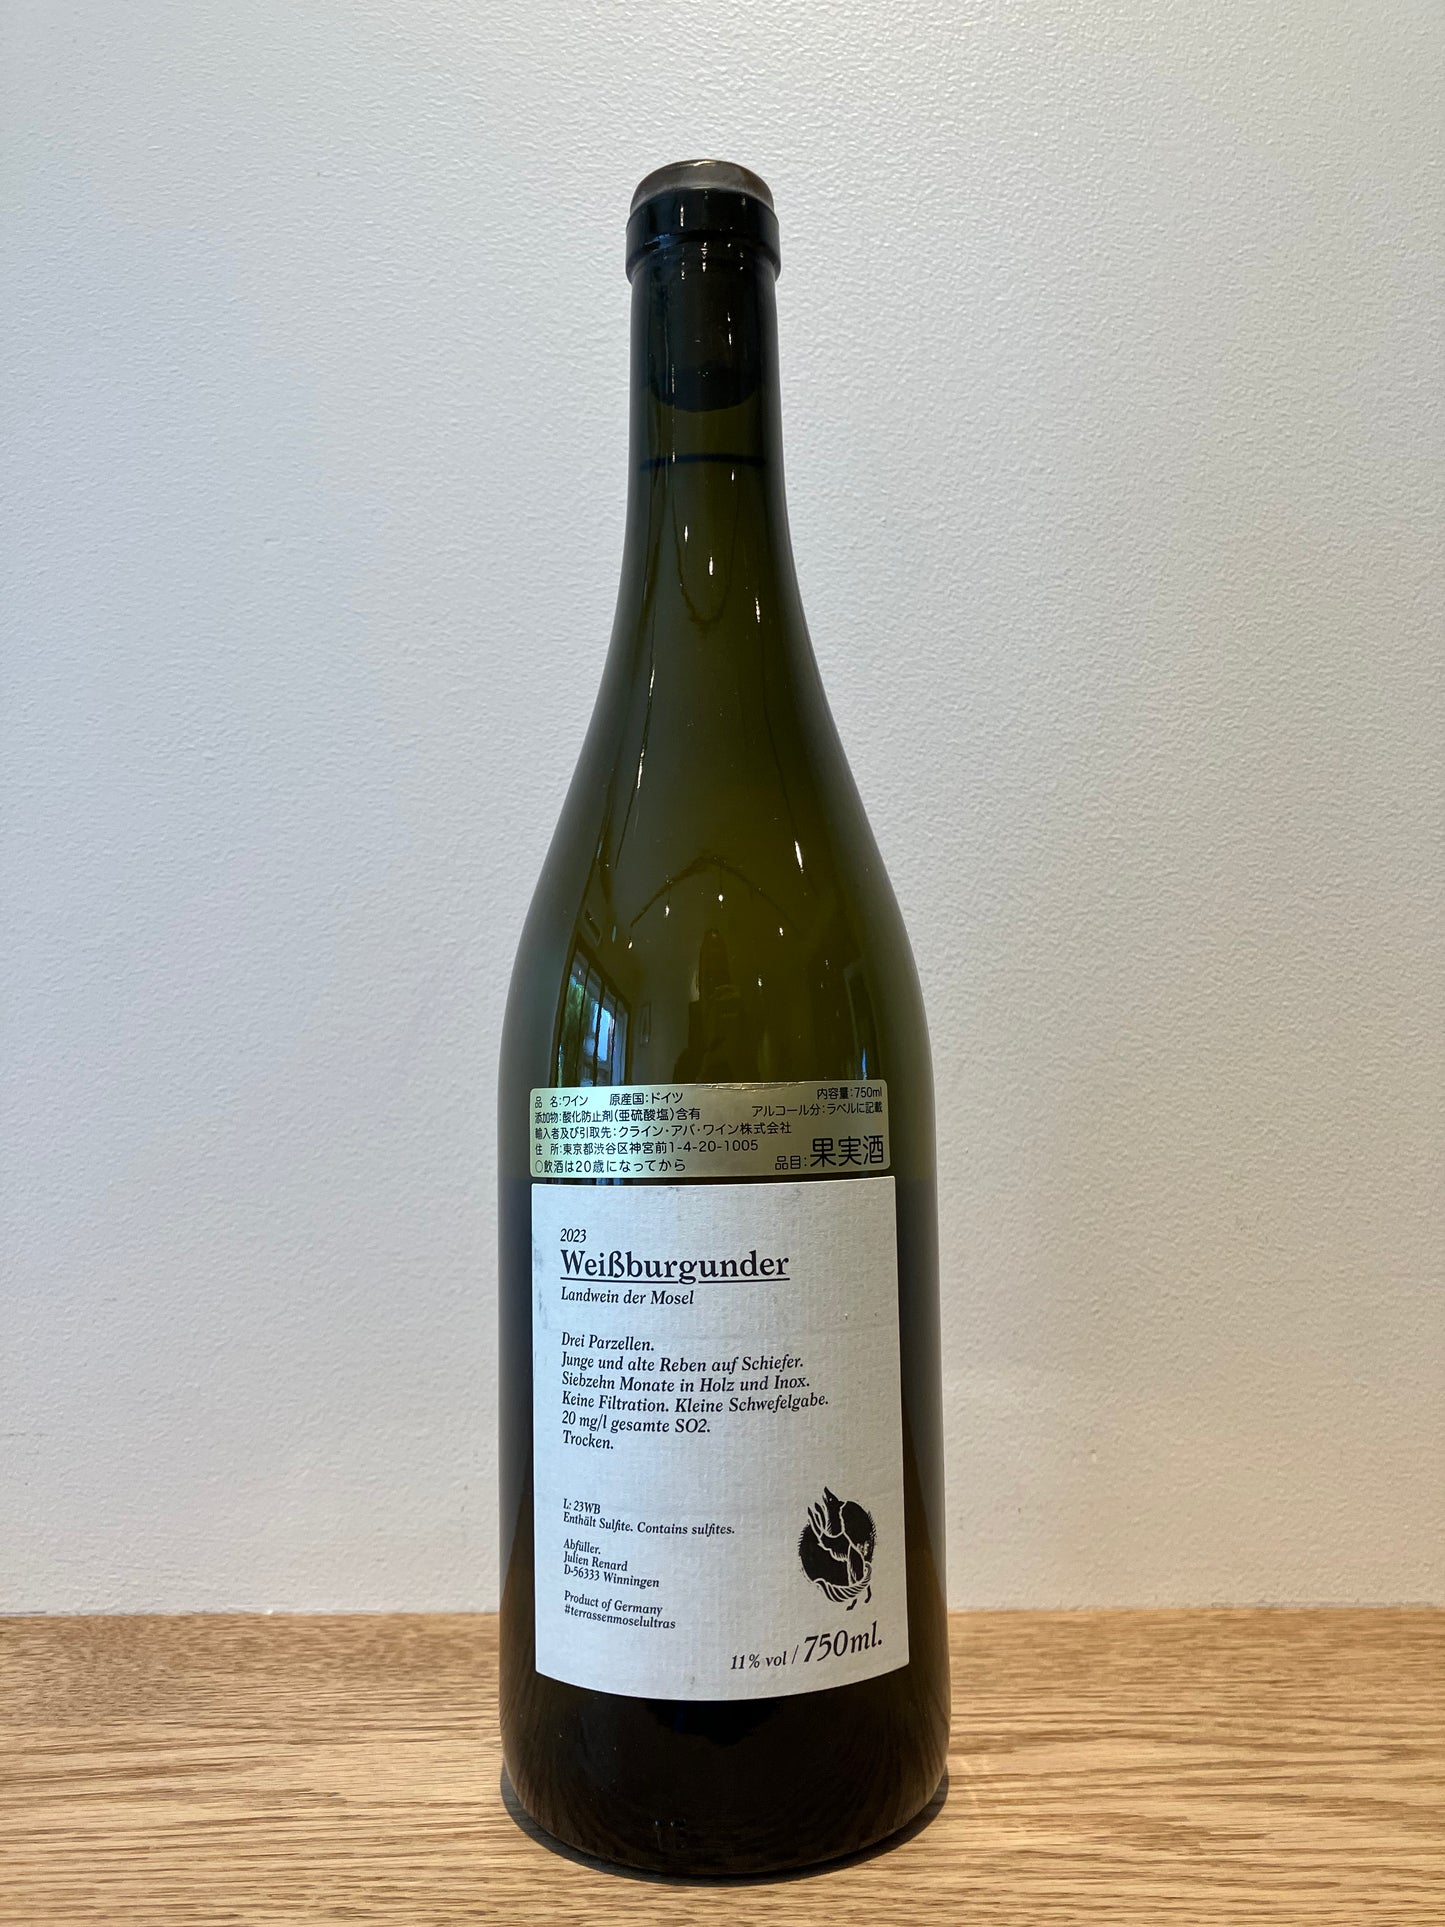 品 名:ワイン 原産国:ドイツ 内容量:750ml
添加物:酸化防止剤(亜硫酸塩)含有 アルコール分:ラベルに記載
輸入者及び引取先:クライン・アバ・ワイン株式会社
住 所:東京都渋谷区神宮前1-4-20-1005
○飲酒は20歳になってから 品目:果実酒
2023
Weißburgunder
Landwein der Mosel
Drei Parzellen.
Junge und alte Reben auf Schiefer.
Siebzehn Monate in Holz und Inox.
Keine Filtration. Kleine Schwefelgabe.
20 mg/l gesamte SO2.
Trocken.
L: 23WB
Enthält Sulfite. Contains sulfites.
Abfüller.
Julien Renard
D-56333 Winningen
Product of Germany
#terrassenmoselultras
11% vol / 750ml.